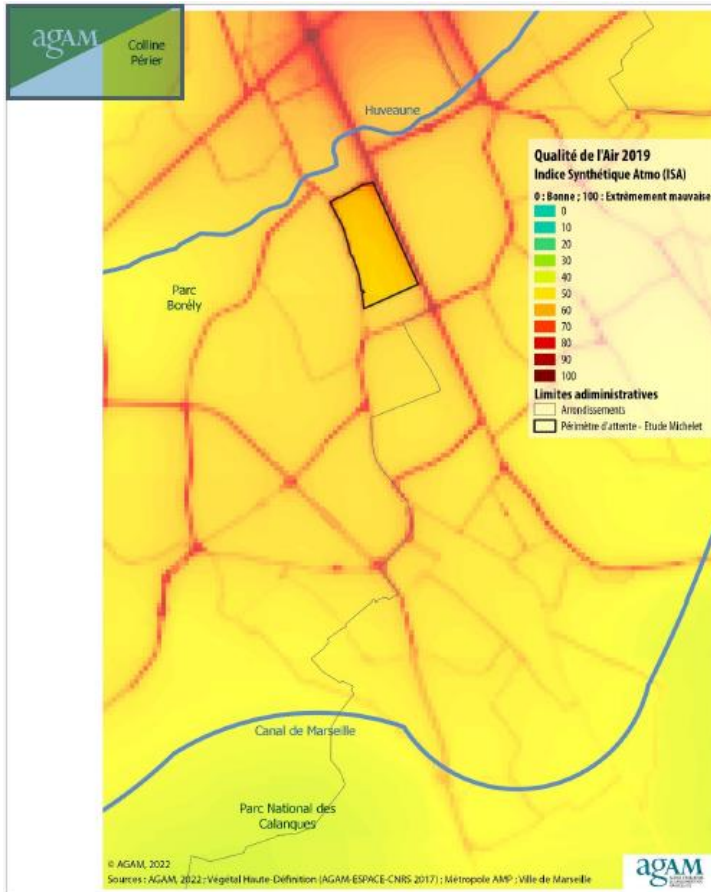 agAM
Colline
Périer
Huveaune
Qualité de l'Air 2019
Indice Synthétique Atmo (ISA)
0 : Bonne ; 100 : Extrèmement mauvaise
0
10
20
30
40
50
60
70
80
90
100
Limites adiministratives
Arrondissements
Périmètre d'attente - Etude Michelet
Parc
Borély
Canal de Marseille
Parc National des
Calanques
© AGAM, 2022
Sources : AGAM, 2022 ; Végétal Haute-Définition (AGAM-ESPACE-CNRS 2017) ; Métropole AMP ; Ville de Marseille
agAM